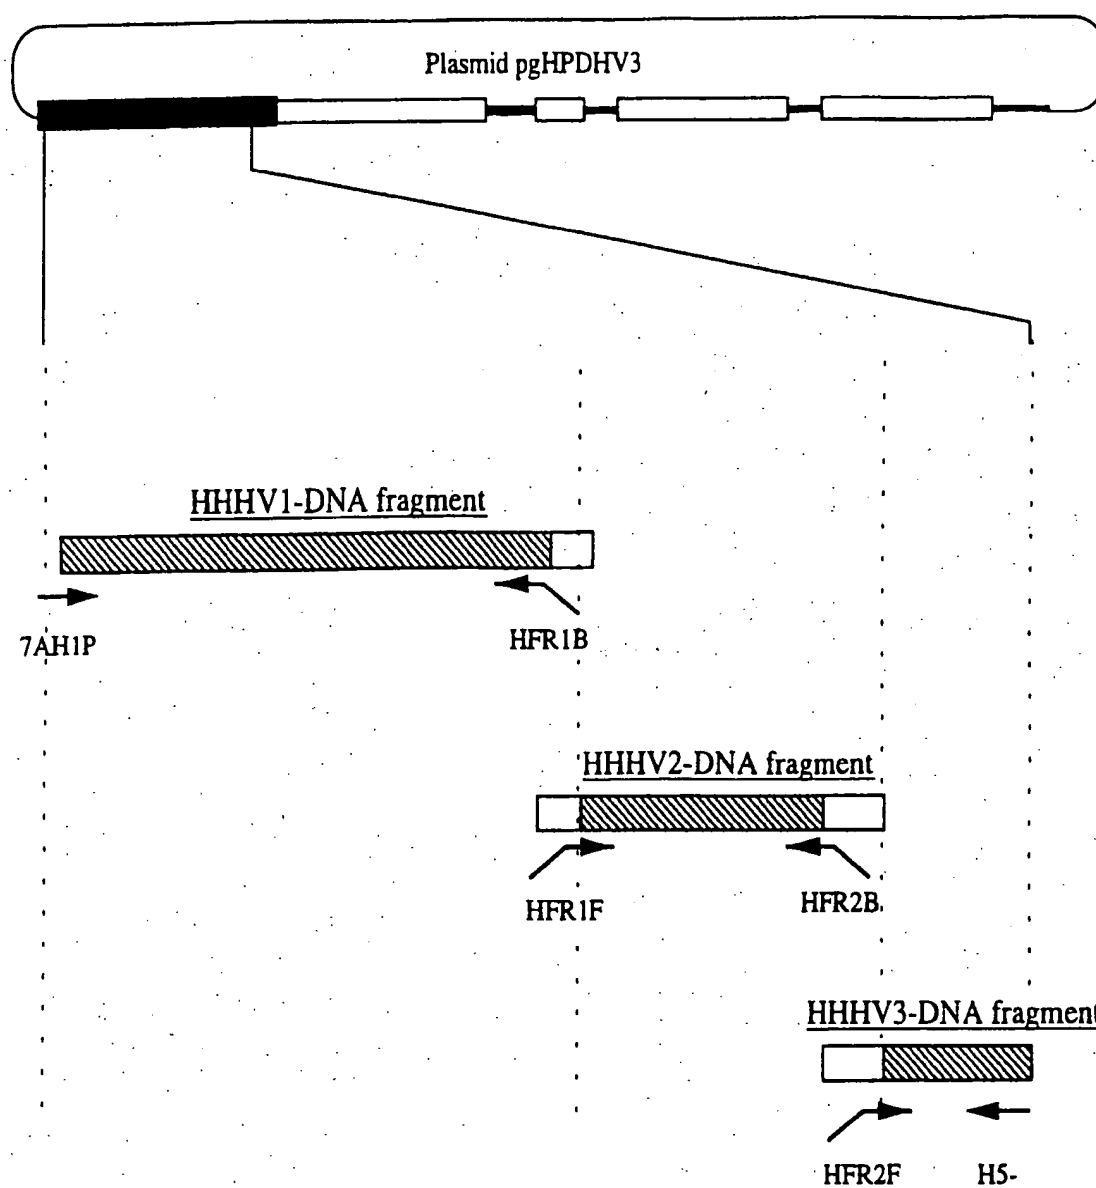 Plasmid pgHPDHV3
HHHV1-DNA fragment
7AH1P
HFR1B
HHHV2-DNA fragment
HFR1F
HFR2B
HHHV3-DNA fragment
HFR2F
H5-